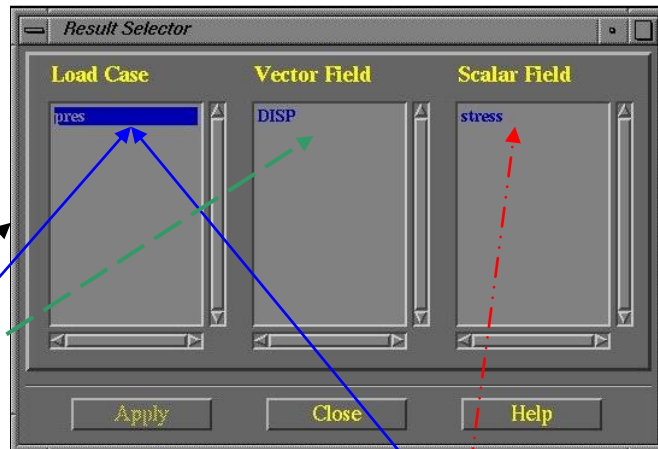 Result Selector
Load Case Vector Field Scalar Field
pres DISP stress
Apply Close Help